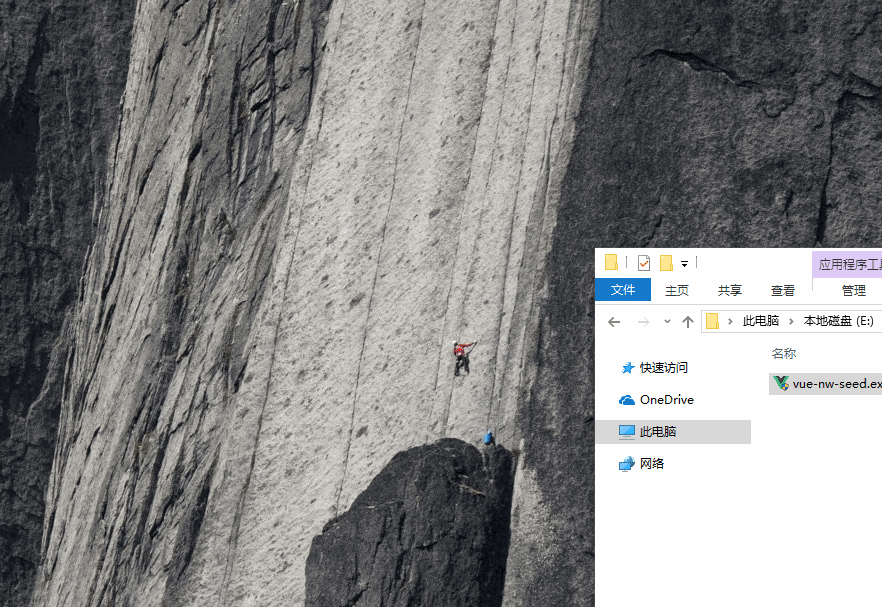 应用程序工具
文件 主页 共享 查看 管理
此电脑 本地磁盘 (E:)
名称
快速访问
vue-nw-seed.ex
OneDrive
此电脑
网络